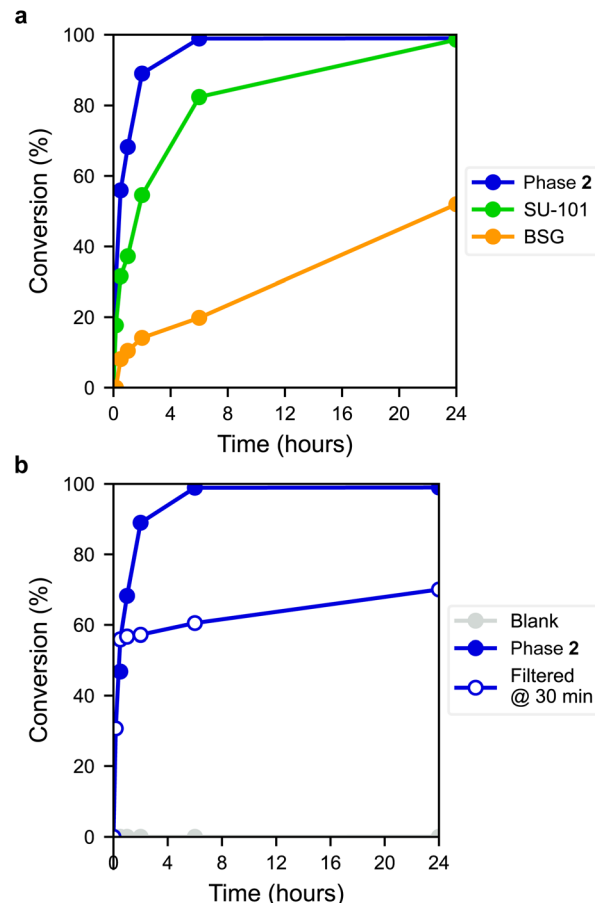 a
100
80
60
40
20
0
Conversion (%)
0 4 8 12 16 20 24
Time (hours)
Phase 2
SU-101
BSG
b
100
80
60
40
20
0
Conversion (%)
0 4 8 12 16 20 24
Time (hours)
Blank
Phase 2
Filtered
@ 30 min